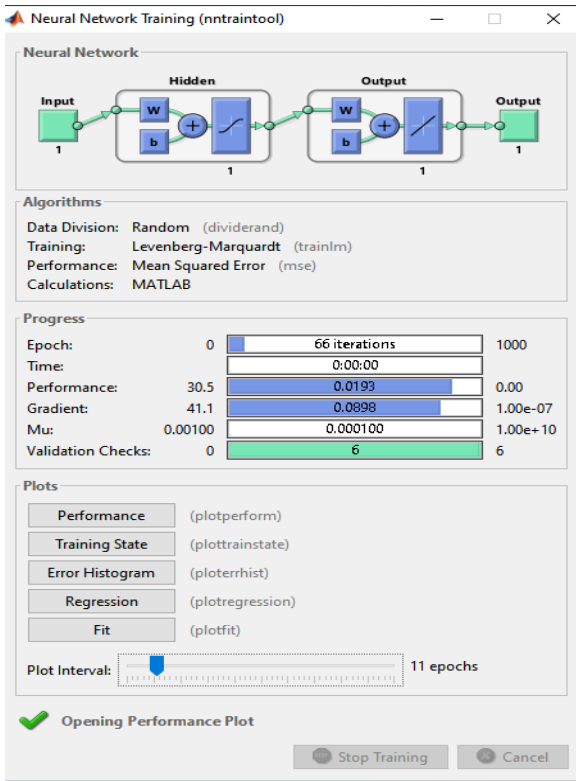 Neural Network Training (nntraintool)
Neural Network
Hidden
Output
Input
Output
W
W
b
b
1
1
1
1
Algorithms
Data Division: Random (dividerand)
Training: Levenberg-Marquardt (trainlm)
Performance: Mean Squared Error (mse)
Calculations: MATLAB
Progress
Epoch: 0 66 iterations 1000
Time: 0:00:00
Performance: 30.5 0.0193 0.00
Gradient: 41.1 0.0898 1.00e-07
Mu: 0.00100 0.000100 1.00e+10
Validation Checks: 0 6 6
Plots
Performance (plotperform)
Training State (plottrainstate)
Error Histogram (ploterrhist)
Regression (plotregression)
Fit (plotfit)
Plot Interval: 11 epochs
Opening Performance Plot
Stop Training Cancel